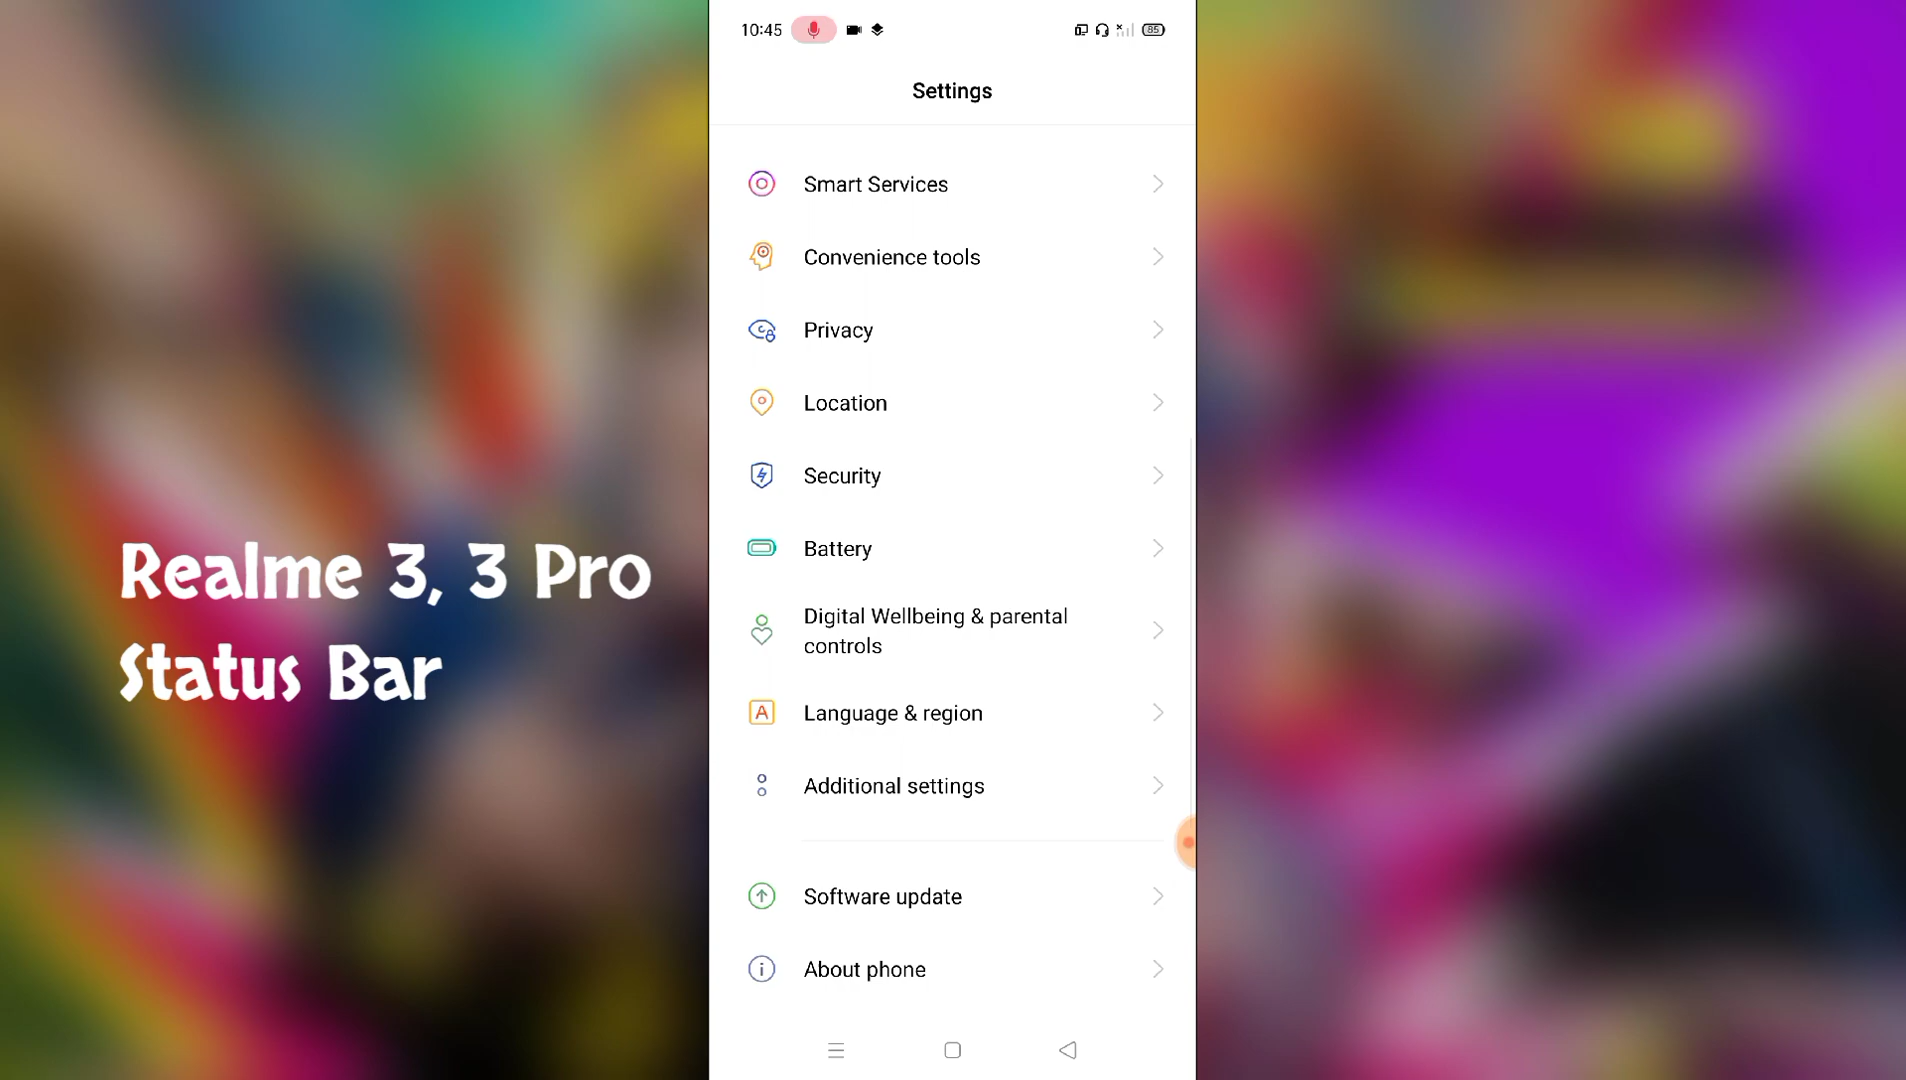 10:45
85
Settings
Smart Services
Convenience tools
Privacy
Location
Security
Battery
Digital Wellbeing & parental
controls
Language & region
Additional settings
Software update
About phone
Realme 3, 3 Pro
Status Bar